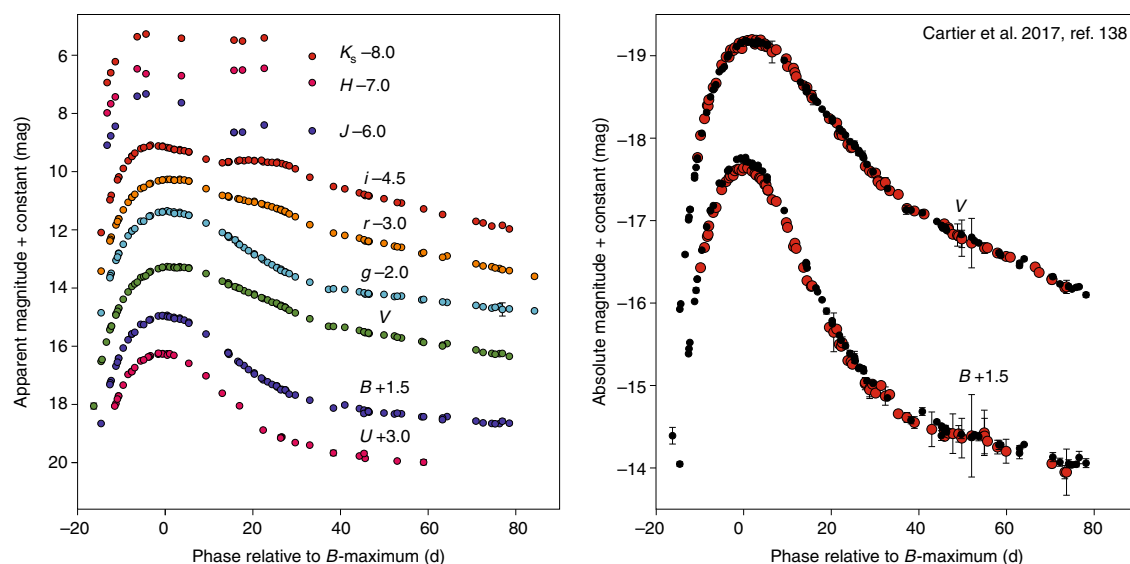 6
8
10
12
14
16
18
20
Apparent magnitude + constant (mag)
Ks –8.0
H –7.0
J –6.0
i –4.5
r –3.0
g –2.0
V
B +1.5
U +3.0
–20
0
20
40
60
80
Phase relative to B-maximum (d)
Cartier et al. 2017, ref. 138
–19
–18
–17
–16
–15
–14
Absolute magnitude + constant (mag)
V
B +1.5
–20
0
20
40
60
80
Phase relative to B-maximum (d)